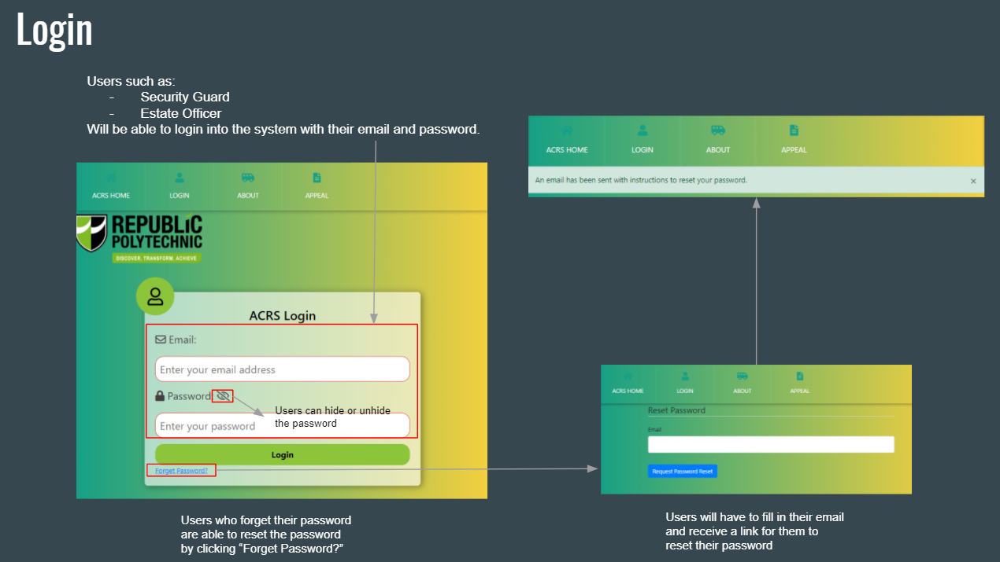 Login
Users such as:
- Security Guard
- Estate Officer
Will be able to login into the system with their email and password.
ACRS HOME LOGIN ABOUT APPEAL
REPUBLIC
POLYTECHNIC
DISCOVER. TRANSFORM. ACHIEVE
ACRS Login
Email:
Enter your email address
Password:
Users can hide or unhide
the password
Enter your password
Login
Forget Password?
Users who forget their password
are able to reset the password
by clicking “Forget Password?”
ACRS HOME LOGIN ABOUT APPEAL
An email has been sent with instructions to reset your password. ×
ACRS HOME LOGIN ABOUT APPEAL
Reset Password
Email
Request Password Reset
Users will have to fill in their email
and receive a link for them to
reset their password